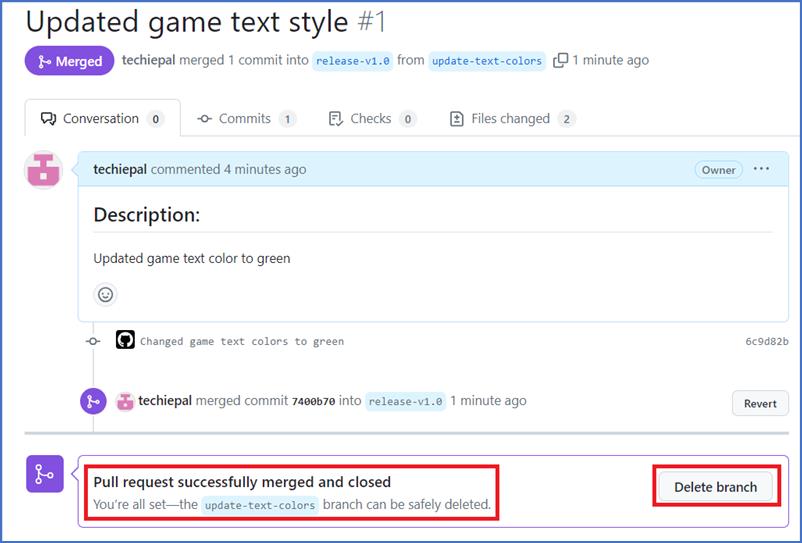 Updated game text style #1
Merged techiepal merged 1 commit into release-v1.0 from update-text-colors 1 minute ago
Conversation 0 Commits 1 Checks 0 Files changed 2
techiepal commented 4 minutes ago Owner ...
Description:
Updated game text color to green
Changed game text colors to green 6c9d82b
techiepal merged commit 7400b70 into release-v1.0 1 minute ago Revert
Pull request successfully merged and closed
You're all set—the update-text-colors branch can be safely deleted.
Delete branch